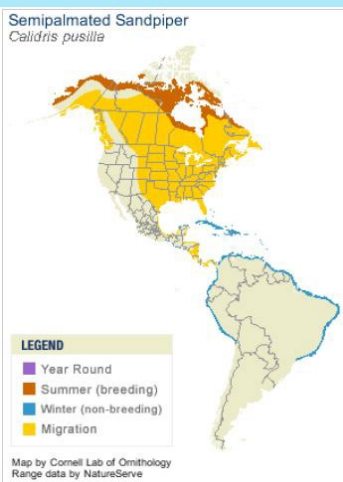 Semipalmated Sandpiper
Calidris pusilla
LEGEND
Year Round
Summer (breeding)
Winter (non-breeding)
Migration
Map by Cornell Lab of Ornithology
Range data by NatureServe